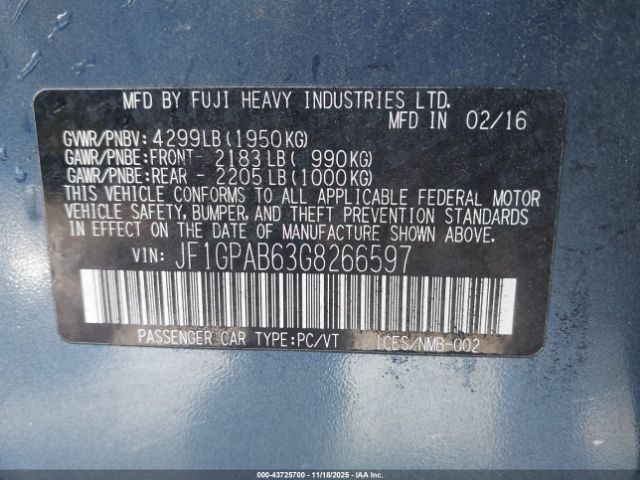 MFD BY FUJI HEAVY INDUSTRIES LTD.
MFD IN 02/16
GVWR/PNBV: 4299LB(1950KG)
GAWR/PNBE:FRONT- 2183LB( 990KG)
GAWR/PNBE:REAR - 2205LB(1000KG)
THIS VEHICLE CONFORMS TO ALL APPLICABLE FEDERAL MOTOR
VEHICLE SAFETY, BUMPER, AND THEFT PREVENTION STANDARDS
IN EFFECT ON THE DATE OF MANUFACTURE SHOWN ABOVE.
VIN: JF1GPAB63G8266597
PASSENGER CAR TYPE:PC/VT ICES/NMB-002
000-43725700 - 11/18/2025 - © IAA, Inc.